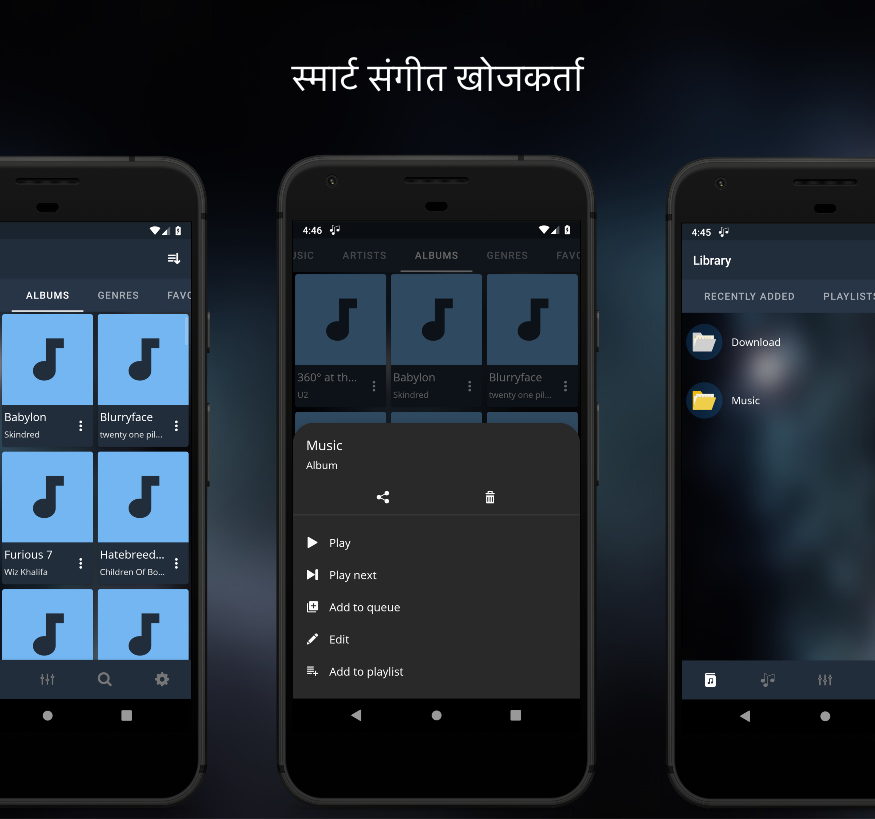 स्मार्ट संगीत खोजकर्ता
ALBUMS GENRES FAVO
Babylon
Skindred
Blurryface
twenty one pil...
Furious 7
Wiz Khalifa
Hatebreed...
Children Of Bo...
4:46
USIC ARTISTS ALBUMS GENRES FAVO
360° at th...
U2
Babylon
Skindred
Blurryface
twenty one pil...
Music
Album
Play
Play next
Add to queue
Edit
Add to playlist
4:45
Library
RECENTLY ADDED PLAYLISTS
Download
Music